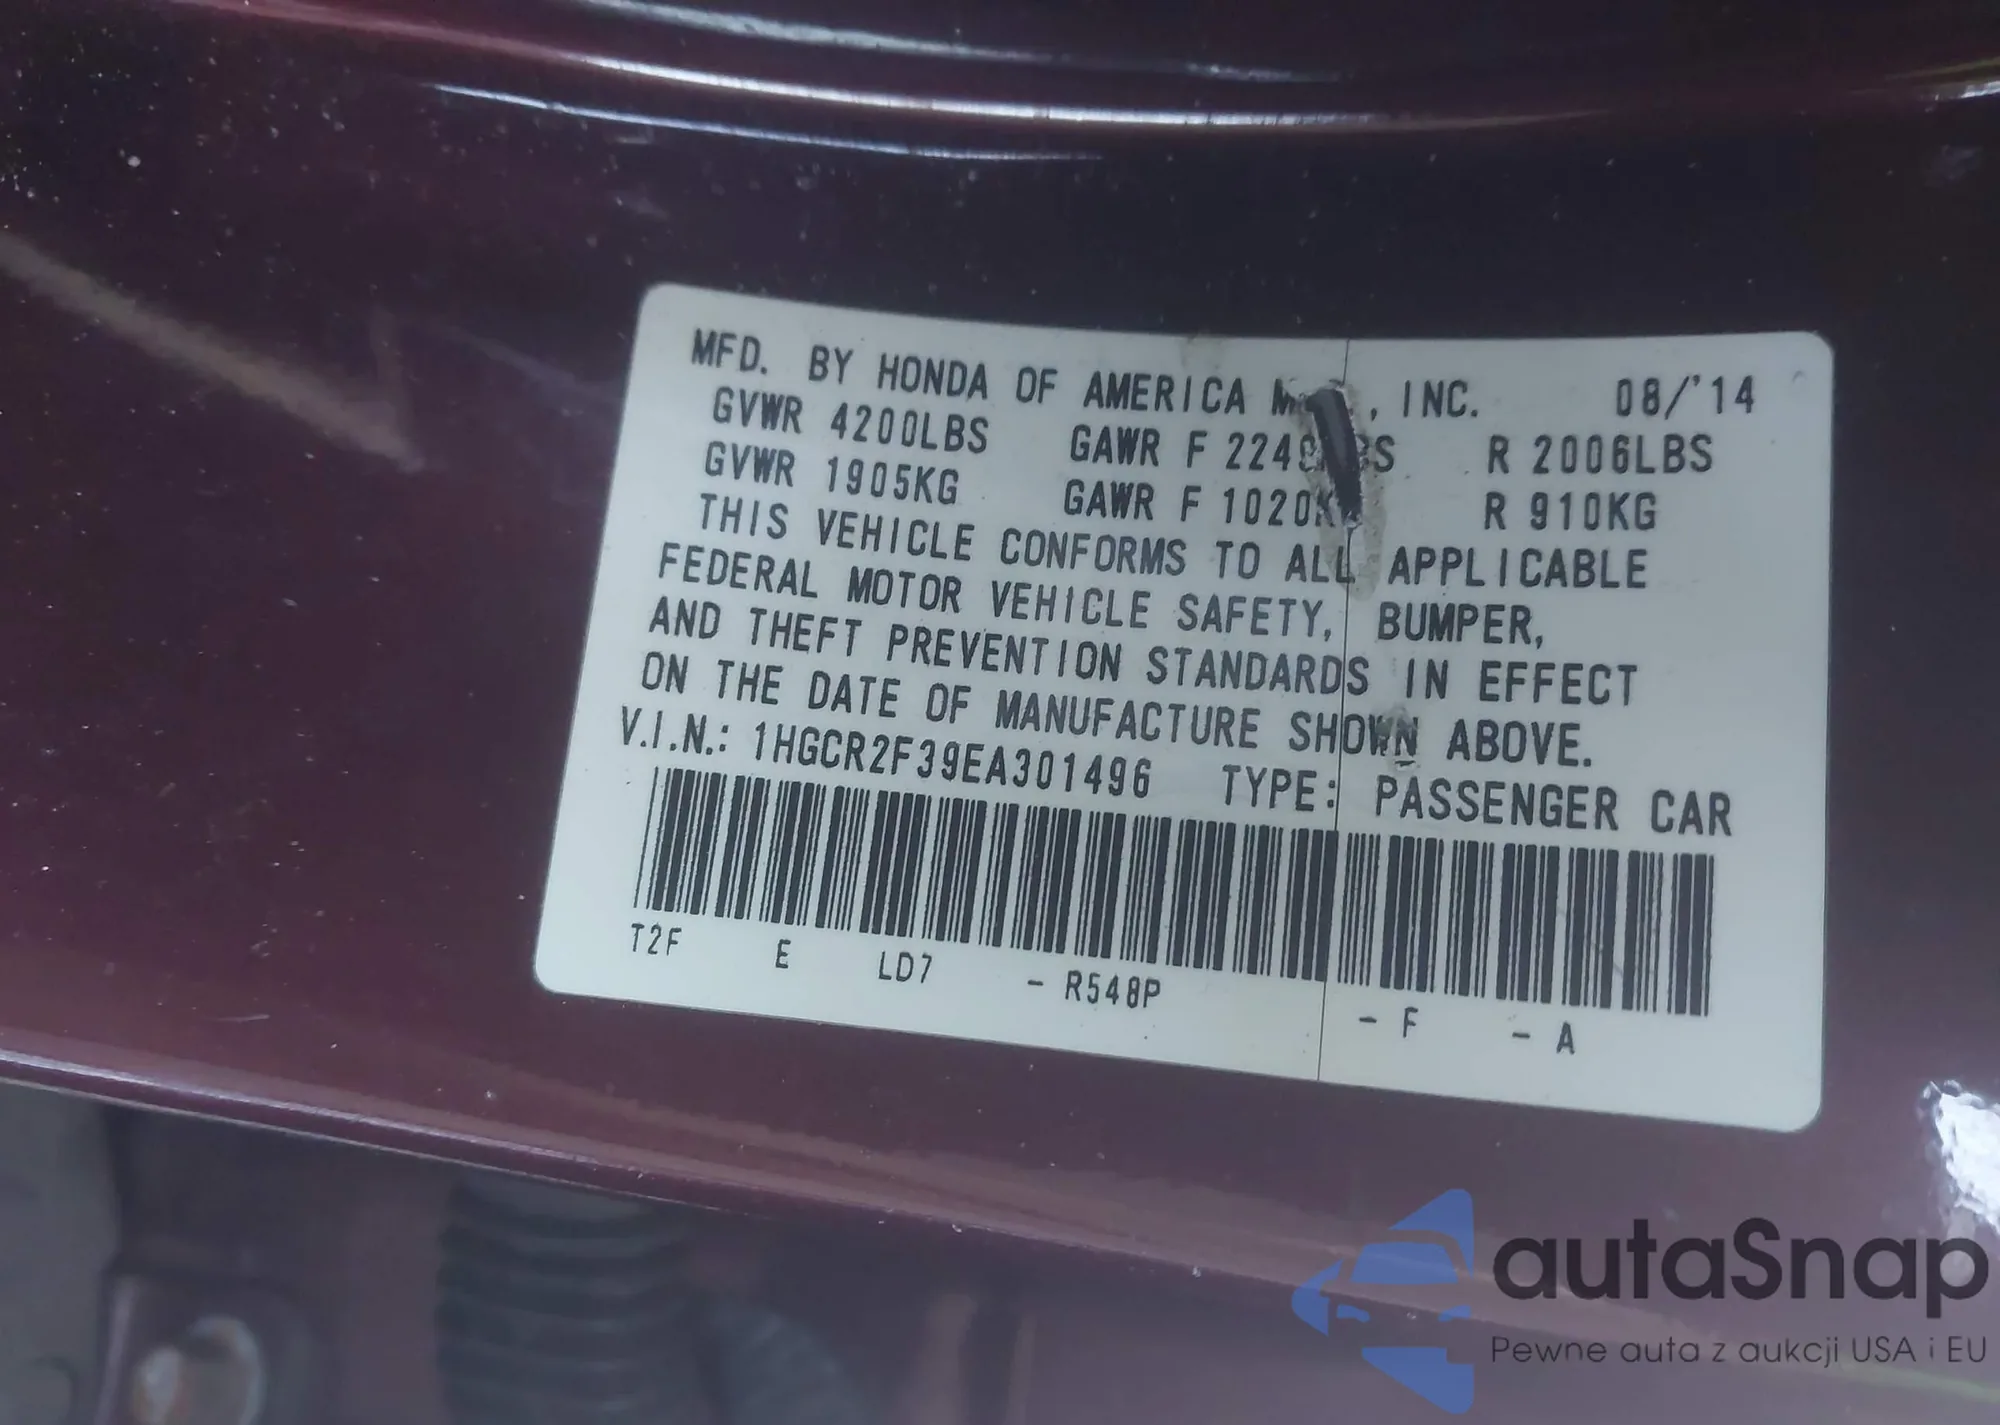 MFD. BY HONDA OF AMERICA , INC. 08/'14
GVWR 4200LBS GAWR F R 2006LBS
GVWR 1905KG GAWR F R 910KG
THIS VEHICLE CONFORMS TO ALL APPLICABLE
FEDERAL MOTOR VEHICLE SAFETY, BUMPER,
AND THEFT PREVENTION STANDARDS IN EFFECT
ON THE DATE OF MANUFACTURE SHOWN ABOVE.
V.I.N.: 1HGCR2F39EA301496 TYPE: PASSENGER CAR
T2F E LD7 - R548P - F - A
autaSnap
Pewne auta z aukcji USA i EU